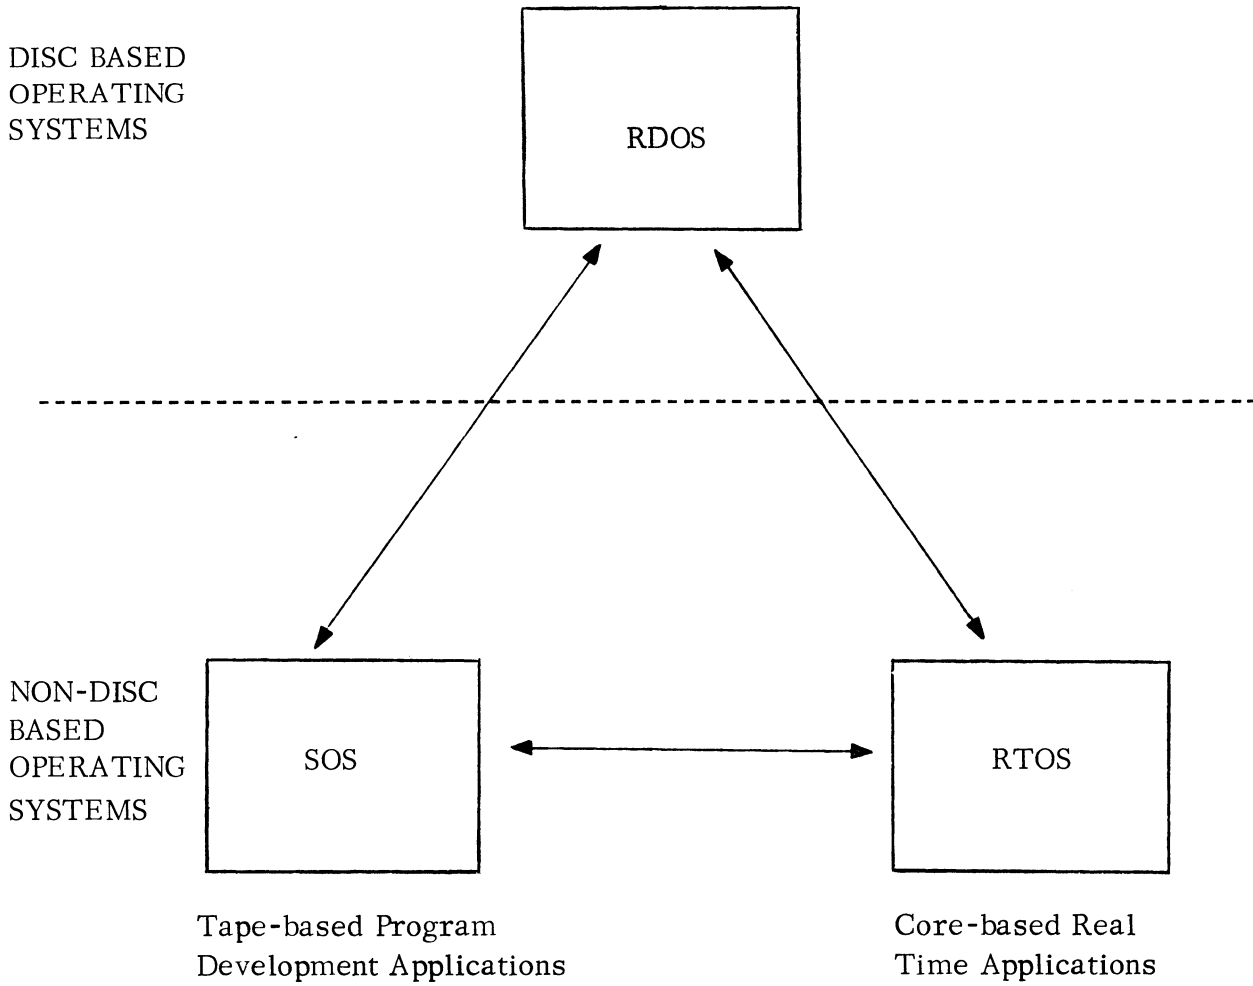 DISC BASED
OPERATING
SYSTEMS
RDOS
NON-DISC
BASED
OPERATING
SYSTEMS
SOS
RTOS
Tape-based Program
Development Applications
Core-based Real
Time Applications